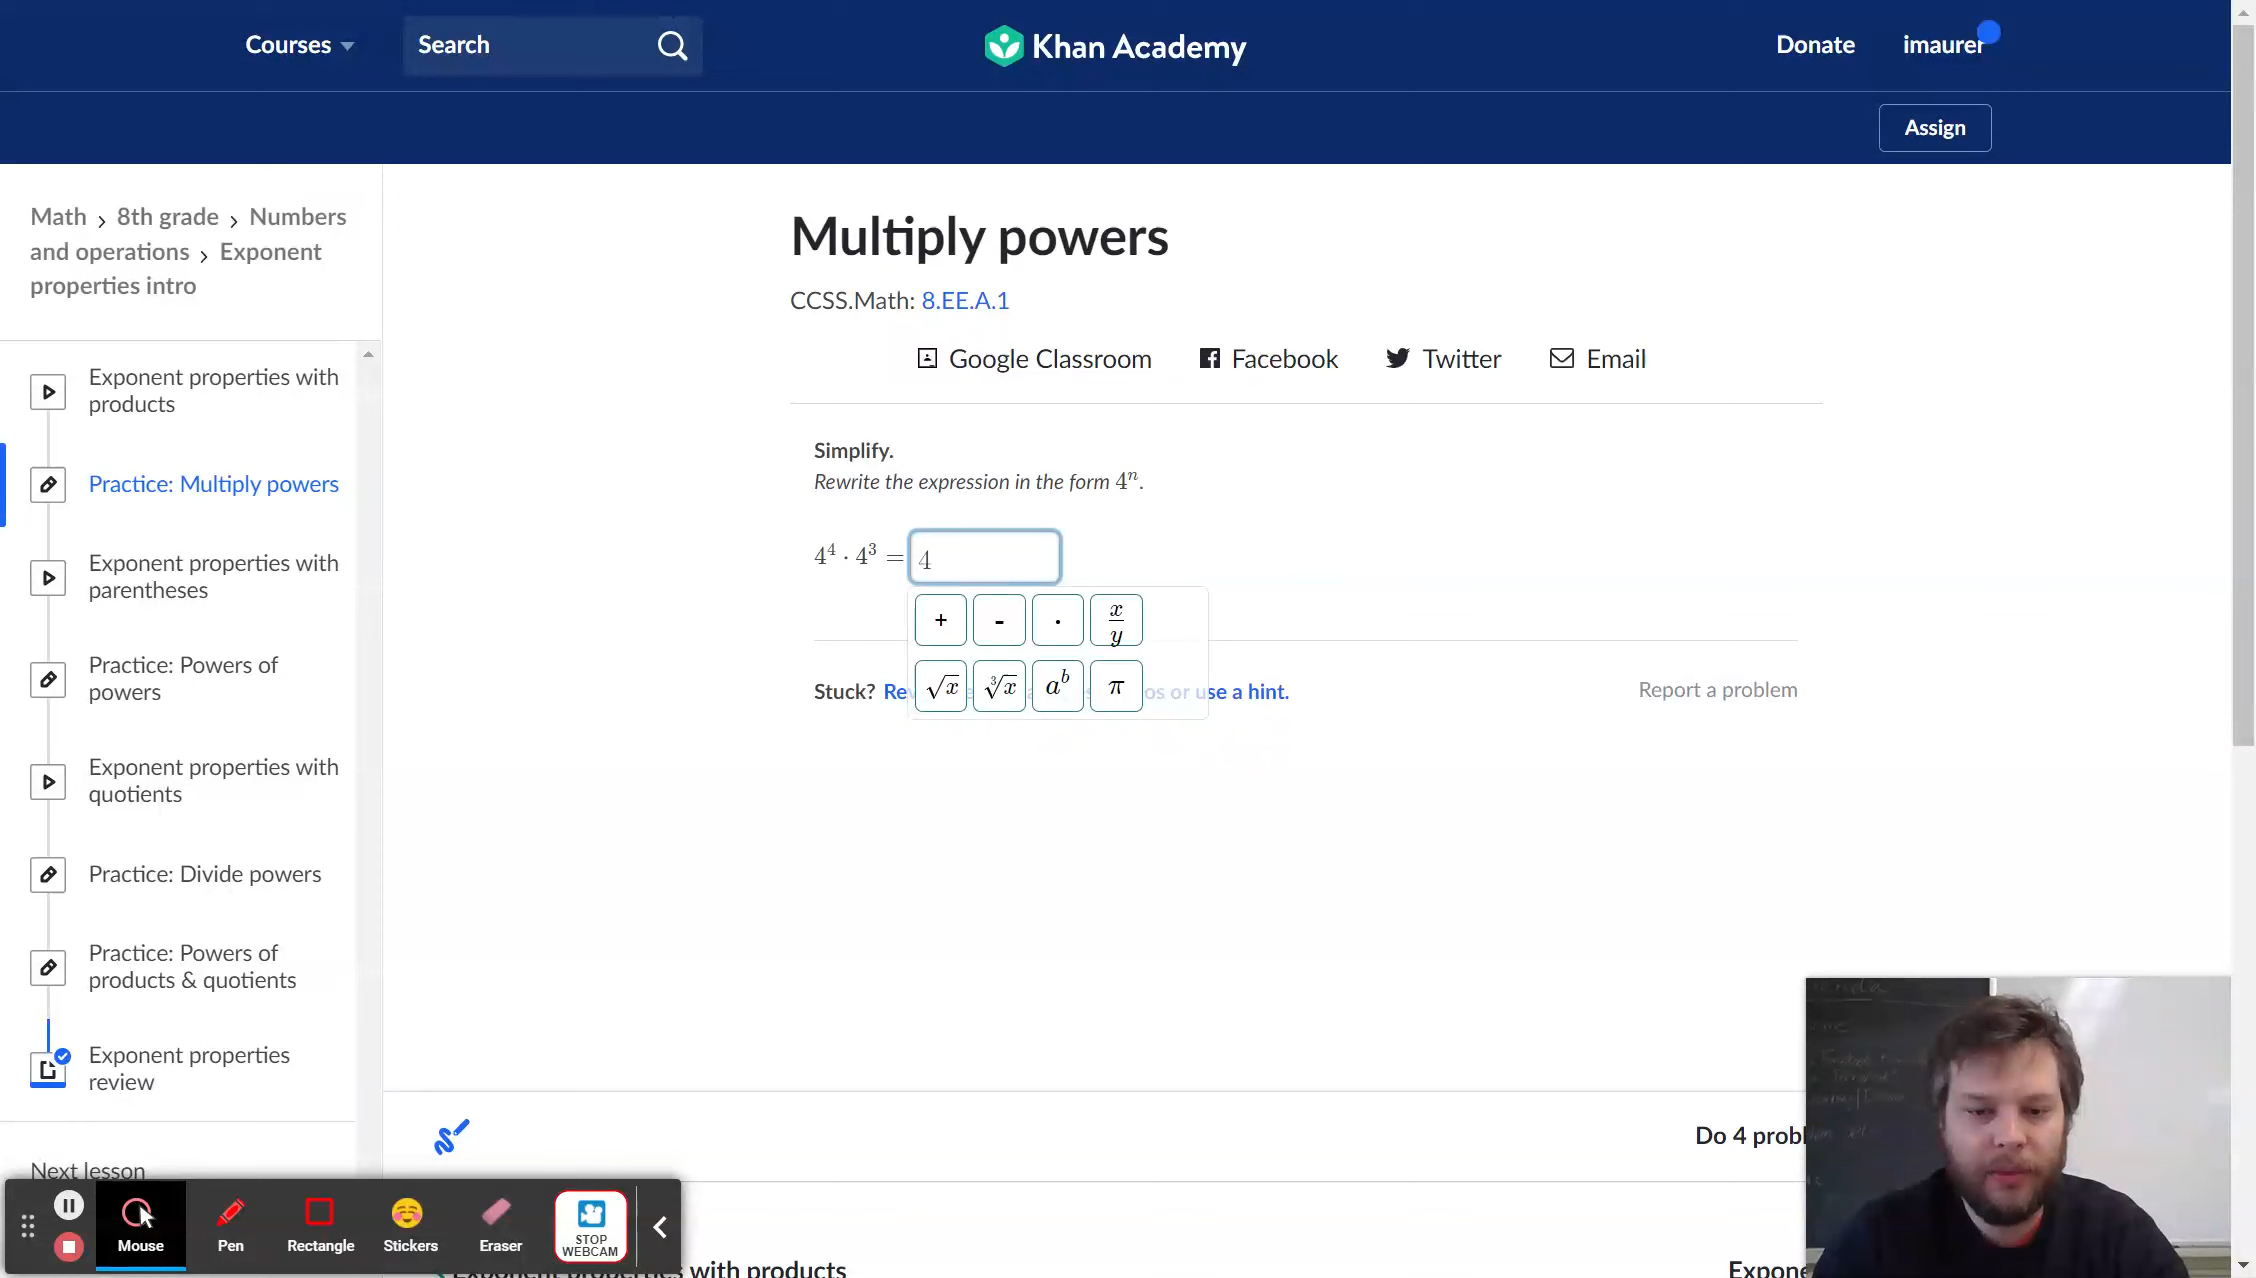 Courses
Search
Khan Academy
Donate
imaurer
Assign
Math > 8th grade > Numbers
and operations > Exponent
properties intro
Exponent properties with
products
Practice: Multiply powers
Exponent properties with
parentheses
Practice: Powers of
powers
Exponent properties with
quotients
Practice: Divide powers
Practice: Powers of
products & quotients
Exponent properties
review
Next lesson
Multiply powers
CCSS.Math: 8.EE.A.1
Google Classroom
Facebook
Twitter
Email
Simplify.
Rewrite the expression in the form 4ⁿ.
4⁴ · 4³ = 4
+ - · x/y
√x ∛x aᵇ π
Stuck? Re use a hint.
Report a problem
Do 4 prob
with products
Expone
Mouse
Pen
Rectangle
Stickers
Eraser
STOP
WEBCAM